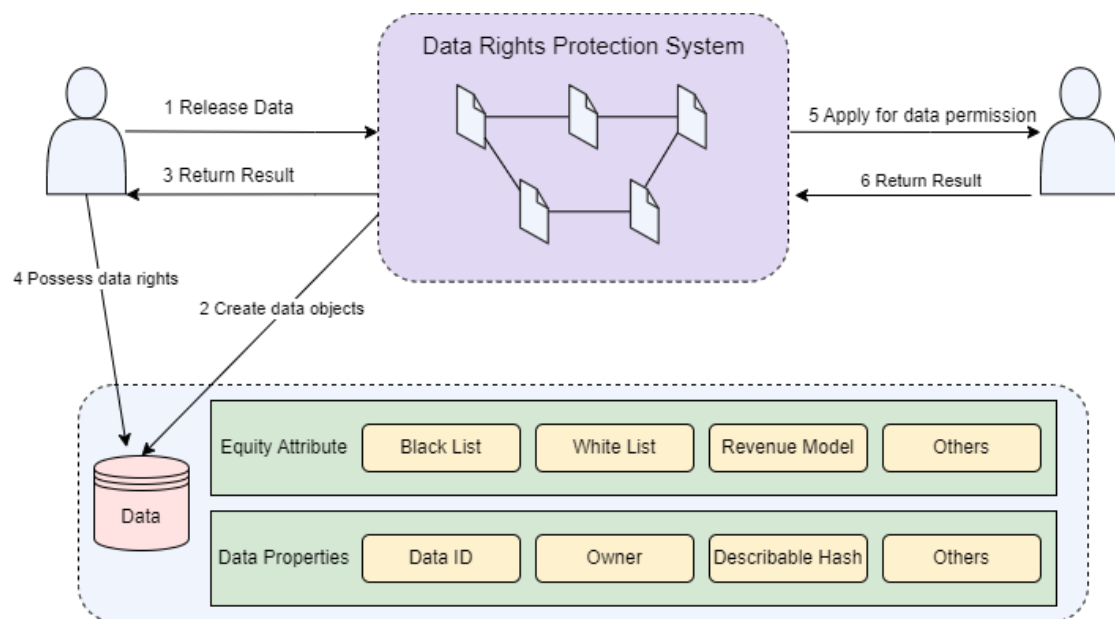 Data Rights Protection System
1 Release Data
3 Return Result
5 Apply for data permission
6 Return Result
4 Possess data rights
2 Create data objects
Equity Attribute
Black List
White List
Revenue Model
Others
Data
Data Properties
Data ID
Owner
Describable Hash
Others